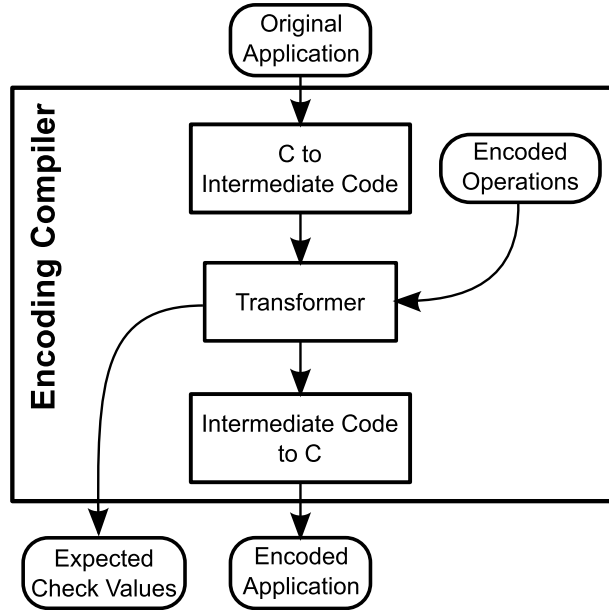 Original
Application
Encoding Compiler
C to
Intermediate Code
Encoded
Operations
Transformer
Intermediate Code
to C
Expected
Check Values
Encoded
Application